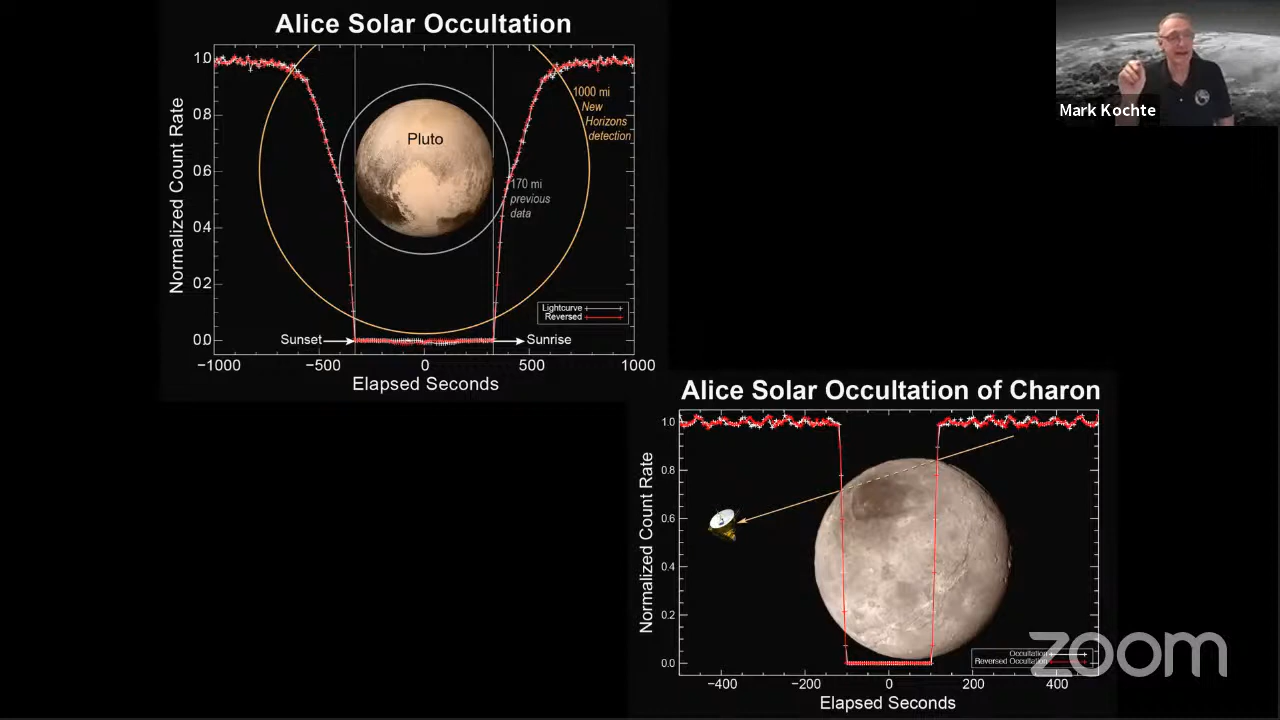 Alice Solar Occultation
Normalized Count Rate
1.0
0.8
0.6
0.4
0.2
0.0
Pluto
1000 mi
New
Horizons
detection
170 mi
previous
data
Lightcurve
Reversed
Sunset
Sunrise
−1000
−500
0
500
1000
Elapsed Seconds
Mark Kochte
Alice Solar Occultation of Charon
Normalized Count Rate
1.0
0.8
0.6
0.4
0.2
0.0
Occultation
Reversed Occultation
−400
−200
0
200
400
Elapsed Seconds
zoom